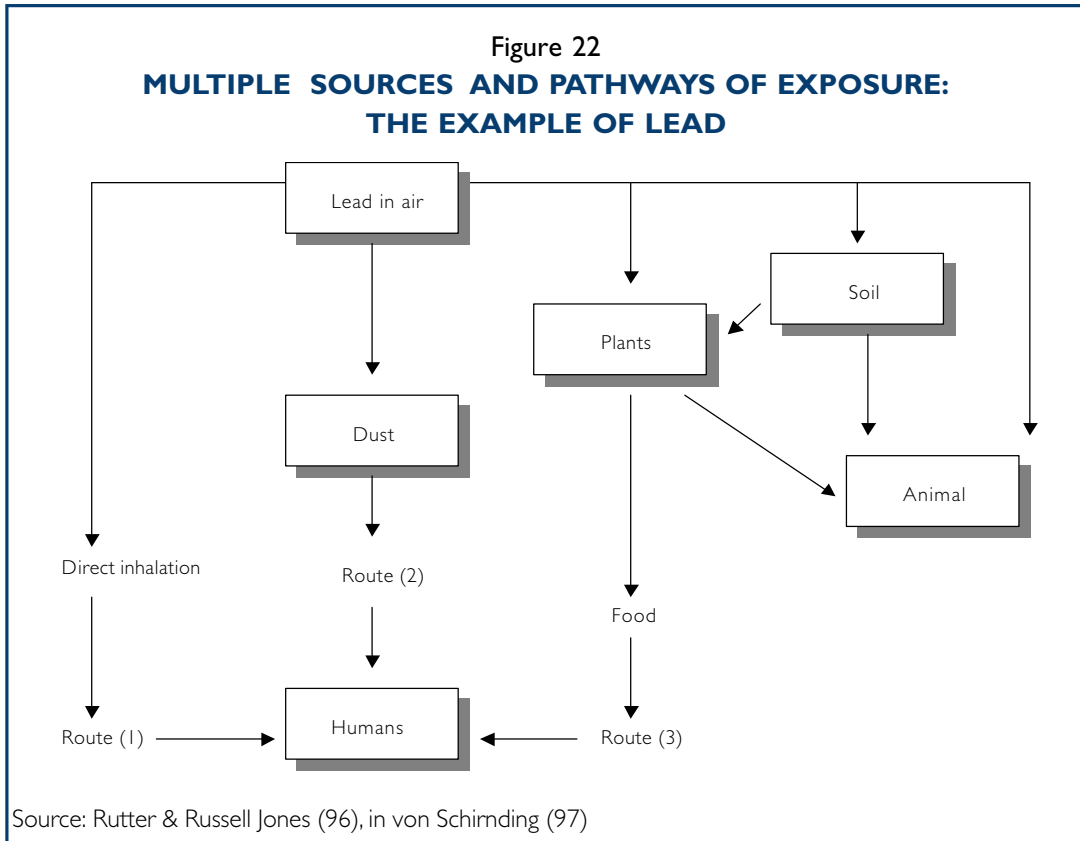 Figure 22
MULTIPLE SOURCES AND PATHWAYS OF EXPOSURE:
THE EXAMPLE OF LEAD
Lead in air
Soil
Plants
Dust
Animal
Direct inhalation
Route (2)
Food
Humans
Route (1)
Route (3)
Source: Rutter & Russell Jones (96), in von Schirnding (97)